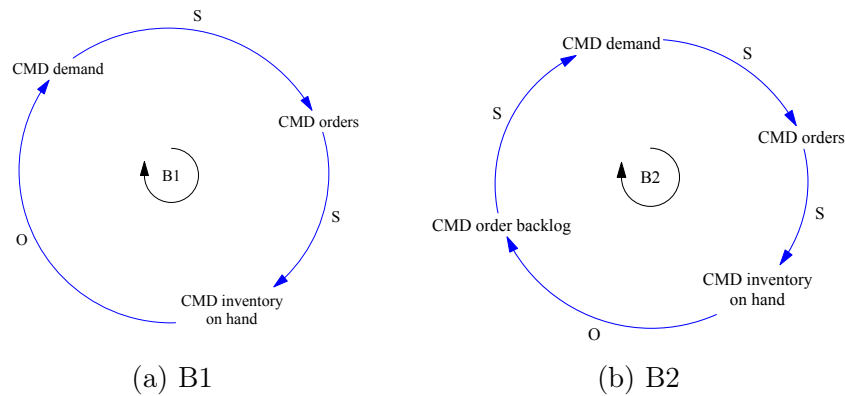 S
CMD demand
CMD orders
B1
S
O
CMD inventory
on hand
(a) B1
CMD demand
S
S
CMD orders
B2
S
CMD order backlog
CMD inventory
on hand
O
(b) B2